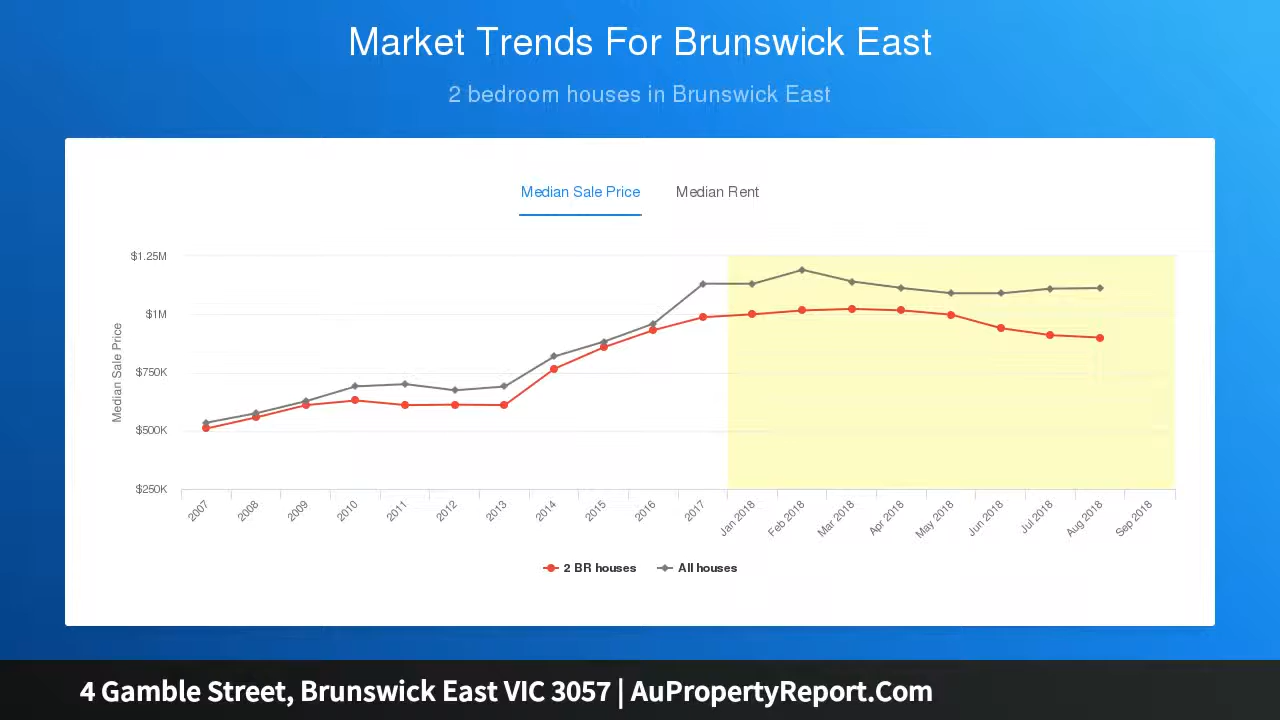 Market Trends For Brunswick East
2 bedroom houses in Brunswick East
Median Sale Price Median Rent
$1.25M
$1M
$750K
$500K
$250K
Median Sale Price
2007 2008 2009 2010 2011 2012 2013 2014 2015 2016 2017 Jan 2018 Feb 2018 Mar 2018 Apr 2018 May 2018 Jun 2018 Jul 2018 Aug 2018 Sep 2018
2 BR houses All houses
4 Gamble Street, Brunswick East VIC 3057 | AuPropertyReport.Com